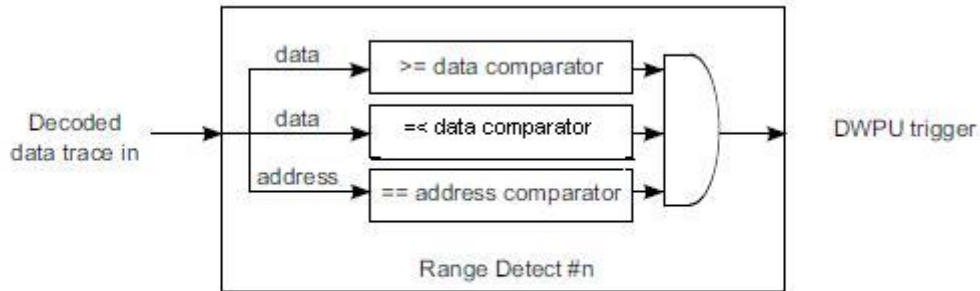 data
>= data comparator
Decoded
data trace in
data
=< data comparator
DWPU trigger
address
== address comparator
Range Detect #n